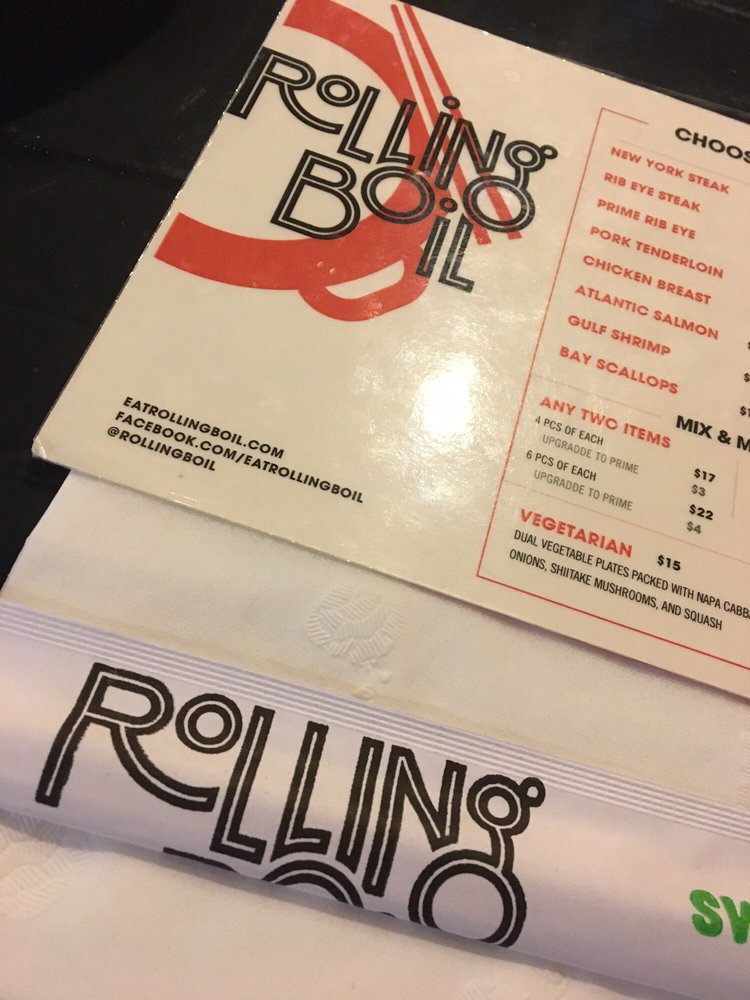 ROLLING
BOIL
EATROLLINGBOIL.COM
FACEBOOK.COM/EATROLLINGBOIL
@ROLLINGBOIL
NEW YORK STEAK
RIB EYE STEAK
PRIME RIB EYE
PORK TENDERLOIN
CHICKEN BREAST
ATLANTIC SALMON
GULF SHRIMP
BAY SCALLOPS
MIX &
ANY TWO ITEMS
4 PCS OF EACH $17
UPGRADDE TO PRIME $3
6 PCS OF EACH $22
UPGRADDE TO PRIME $4
VEGETARIAN $15
DUAL VEGETABLE PLATES PACKED WITH NAPA
ONIONS, SHIITAKE MUSHROOMS, AND SQUASH
ROLLING